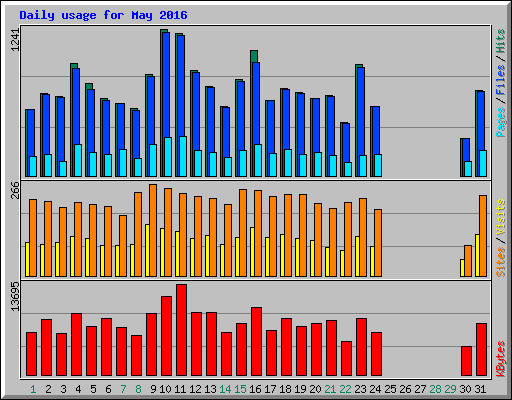 Daily usage for May 2016
1241
Pages / Files / Hits
266
Sites / Visits
13695
KBytes
1 2 3 4 5 6 7 8 9 10 11 12 13 14 15 16 17 18 19 20 21 22 23 24 25 26 27 28 29 30 31